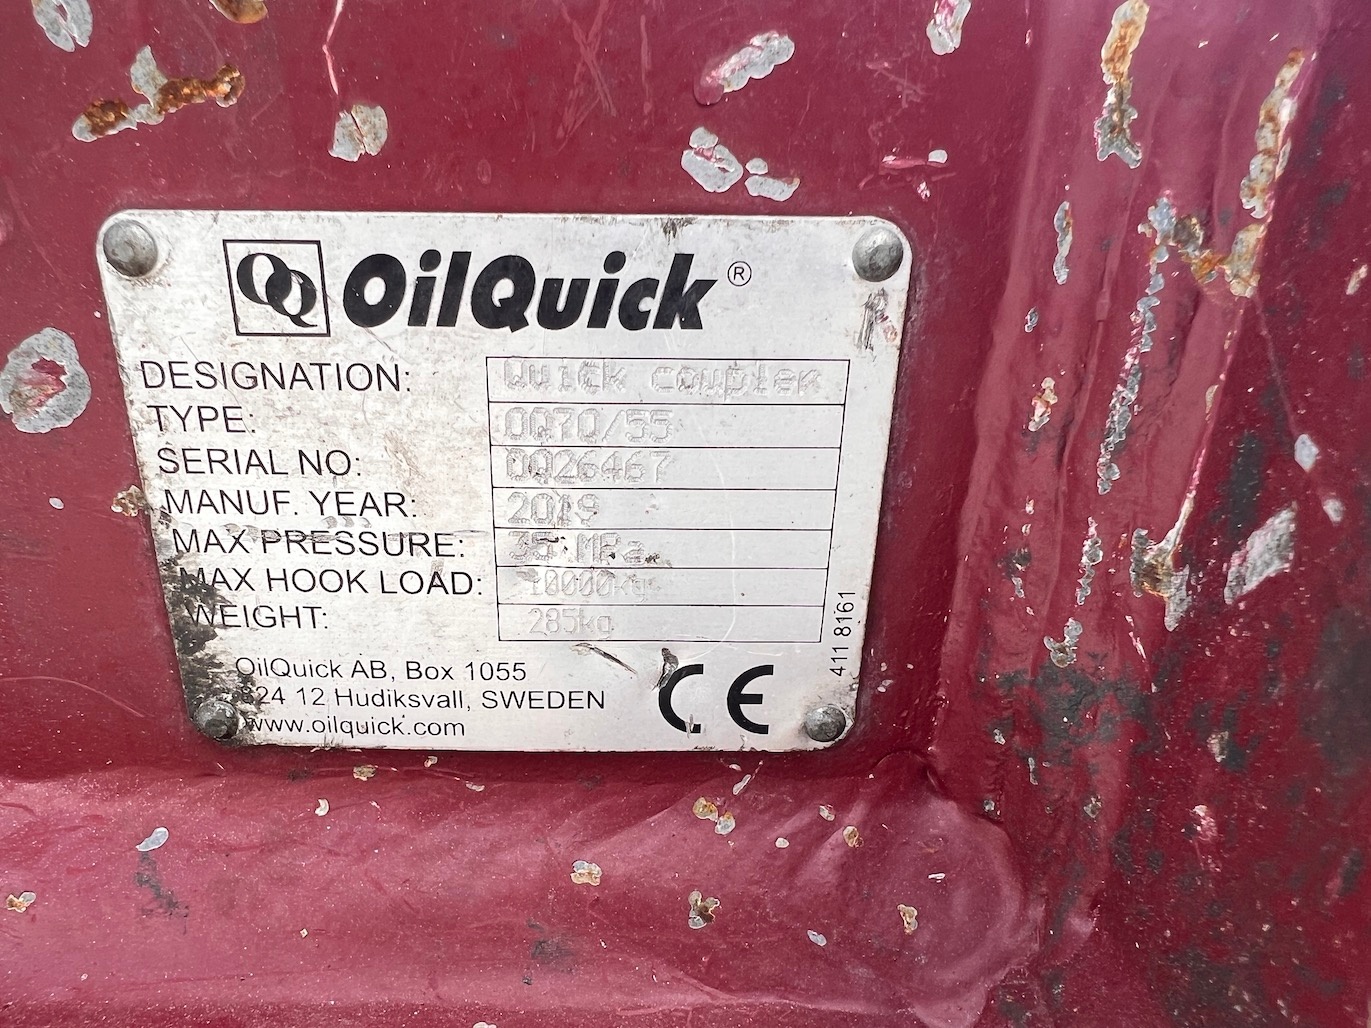 QQ OilQuick®
DESIGNATION: Quick coupler
TYPE: OQ70/55
SERIAL NO: OQ26467
MANUF. YEAR: 2019
MAX PRESSURE: 35 MPa
MAX HOOK LOAD: 10000kg
WEIGHT: 285kg
OilQuick AB, Box 1055
824 12 Hudiksvall, SWEDEN
www.oilquick.com
CE
411 8161